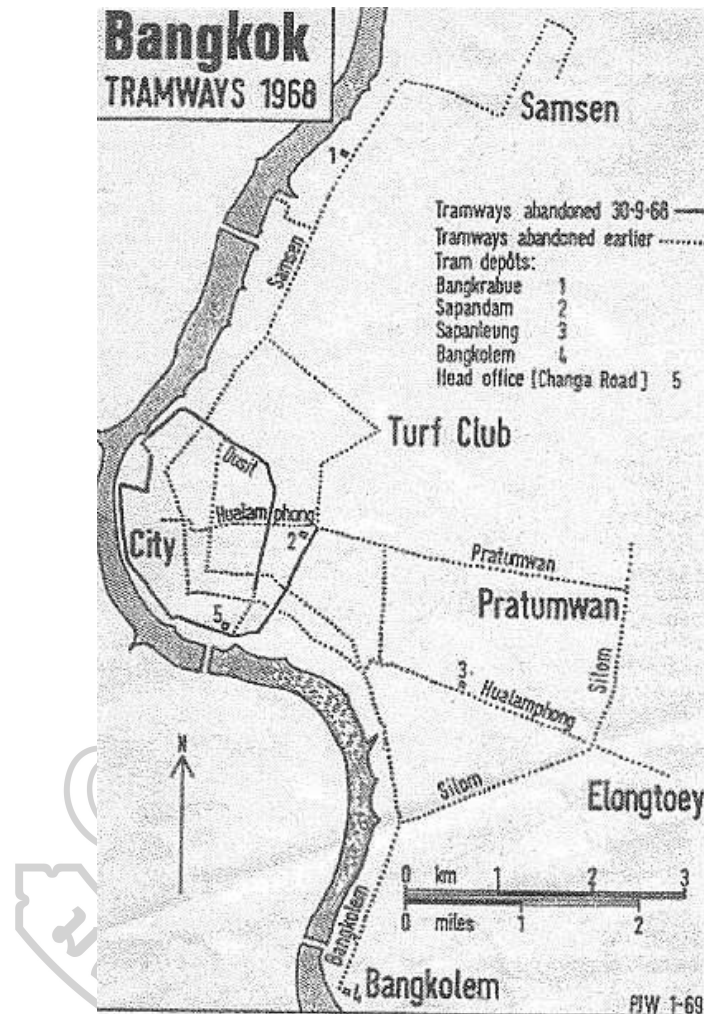 Bangkok
TRAMWAYS 1968
Samsen
1
Tramways abandoned 30-9-68
Tramways abandoned earlier
Tram depôts:
Bangkrabue 1
Sapandam 2
Sapanleung 3
Bangkolem 4
Head office [Changa Road] 5
Samsen
Turf Club
Dusit
Hualamphong
2
City
Pratumwan
Pratumwan
5
Silom
3
Hualamphong
N
Silom
Elongtoey
0 km 1 2 3
0 miles 1 2
Bangkolem
4 Bangkolem
PJW 1-69